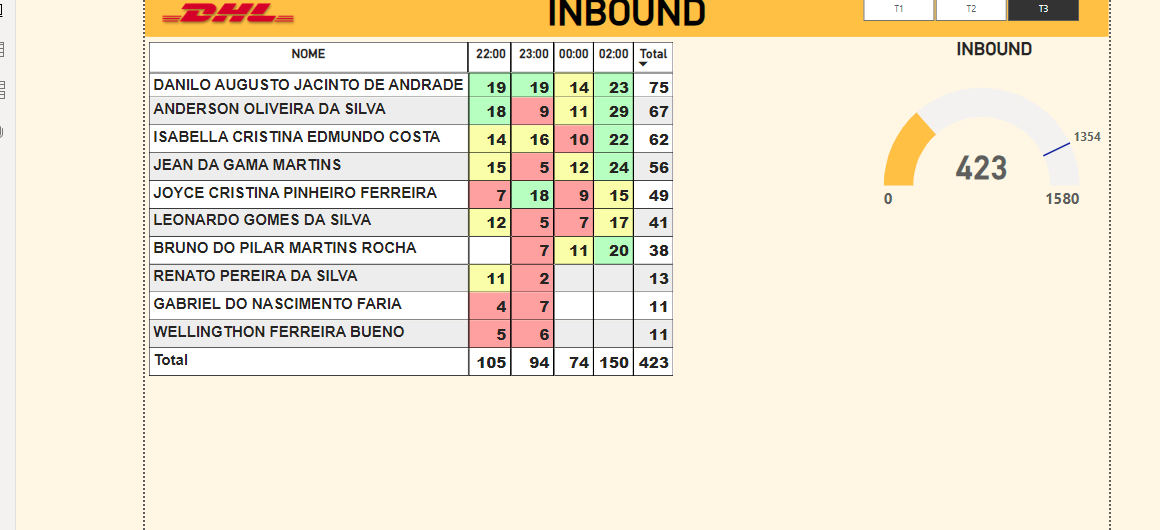 DHL
INBOUND
T1 T2 T3
NOME 22:00 23:00 00:00 02:00 Total
DANILO AUGUSTO JACINTO DE ANDRADE 19 19 14 23 75
ANDERSON OLIVEIRA DA SILVA 18 9 11 29 67
ISABELLA CRISTINA EDMUNDO COSTA 14 16 10 22 62
JEAN DA GAMA MARTINS 15 5 12 24 56
JOYCE CRISTINA PINHEIRO FERREIRA 7 18 9 15 49
LEONARDO GOMES DA SILVA 12 5 7 17 41
BRUNO DO PILAR MARTINS ROCHA 7 11 20 38
RENATO PEREIRA DA SILVA 11 2 13
GABRIEL DO NASCIMENTO FARIA 4 7 11
WELLINGTHON FERREIRA BUENO 5 6 11
Total 105 94 74 150 423
INBOUND
1354
423
0 1580